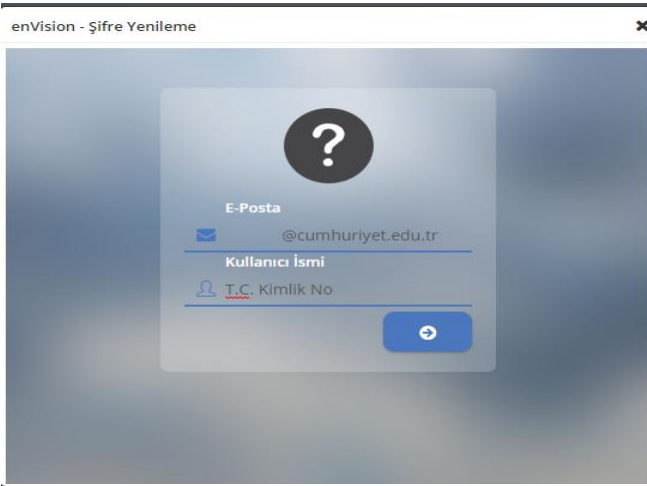 enVision - Şifre Yenileme
E-Posta
@cumhuriyet.edu.tr
Kullanıcı İsmi
T.C. Kimlik No